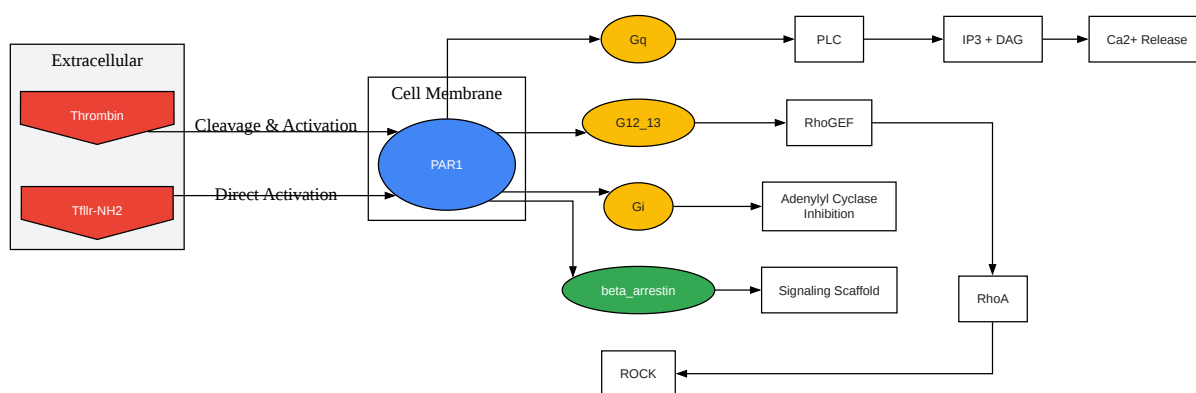 Extracellular
Thrombin
Tfllr-NH2
Cleavage & Activation
Direct Activation
Cell Membrane
PAR1
Gq
PLC
IP3 + DAG
Ca2+ Release
G12_13
RhoGEF
Gi
Adenylyl Cyclase
Inhibition
beta_arrestin
Signaling Scaffold
RhoA
ROCK